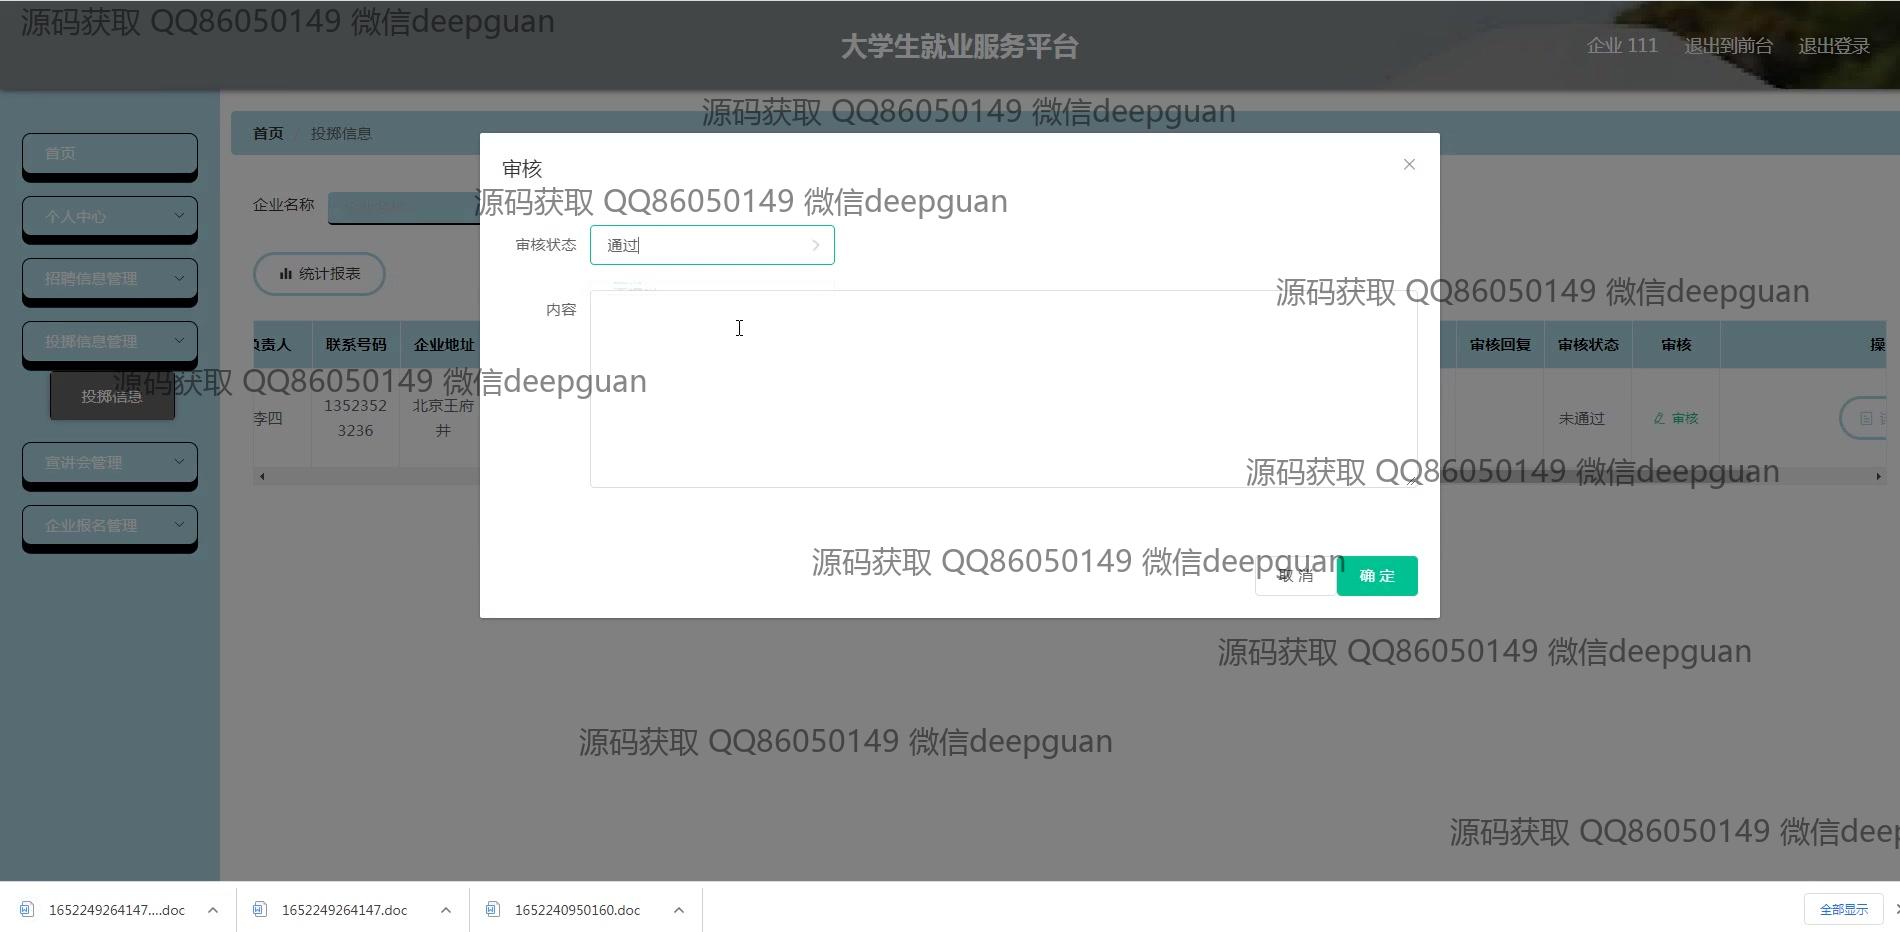 源码获取 QQ86050149 微信deepguan
大学生就业服务平台
企业 111
退出到前台
退出登录
源码获取 QQ86050149 微信deepguan
首页 / 投掷信息
首页
个人中心
招聘信息管理
投掷信息管理
投掷信息
宣讲会管理
企业报名管理
企业名称
统计报表
审核
源码获取 QQ86050149 微信deepguan
审核状态
通过
源码获取 QQ86050149 微信deepguan
内容
责人 联系号码 企业地址 审核回复 审核状态 审核 操
源码获取 QQ86050149 微信deepguan
李四 1352352 北京王府 未通过 审核
3236 井
源码获取 QQ86050149 微信deepguan
源码获取 QQ86050149 微信deepguan
取 消
确 定
源码获取 QQ86050149 微信deepguan
源码获取 QQ86050149 微信deepguan
源码获取 QQ86050149 微信deep
1652249264147....doc
1652249264147.doc
1652240950160.doc
全部显示